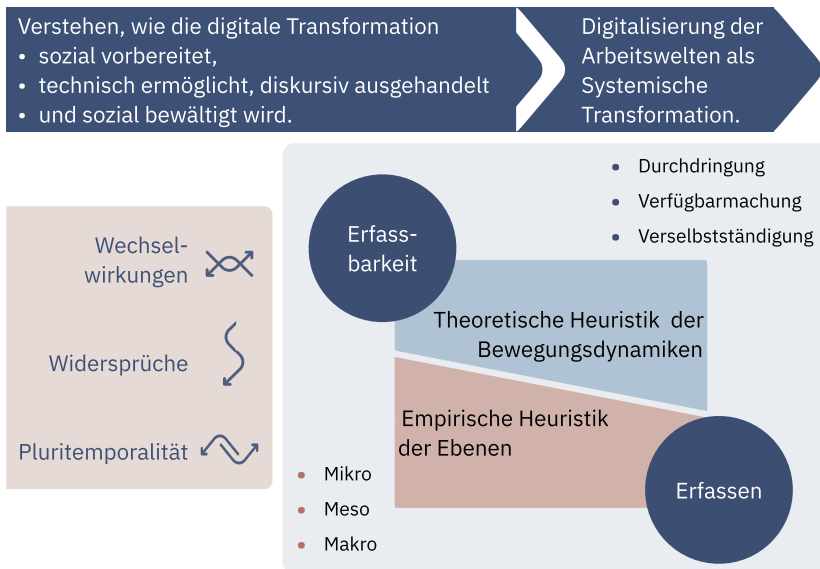 Verstehen, wie die digitale Transformation
• sozial vorbereitet,
• technisch ermöglicht, diskursiv ausgehandelt
• und sozial bewältigt wird.
Digitalisierung der
Arbeitswelten als
Systemische
Transformation.
Wechsel-
wirkungen
Widersprüche
Pluritemporalität
Erfass-
barkeit
• Durchdringung
• Verfügbarmachung
• Verselbstständigung
Theoretische Heuristik der
Bewegungsdynamiken
Empirische Heuristik
der Ebenen
• Mikro
• Meso
• Makro
Erfassen